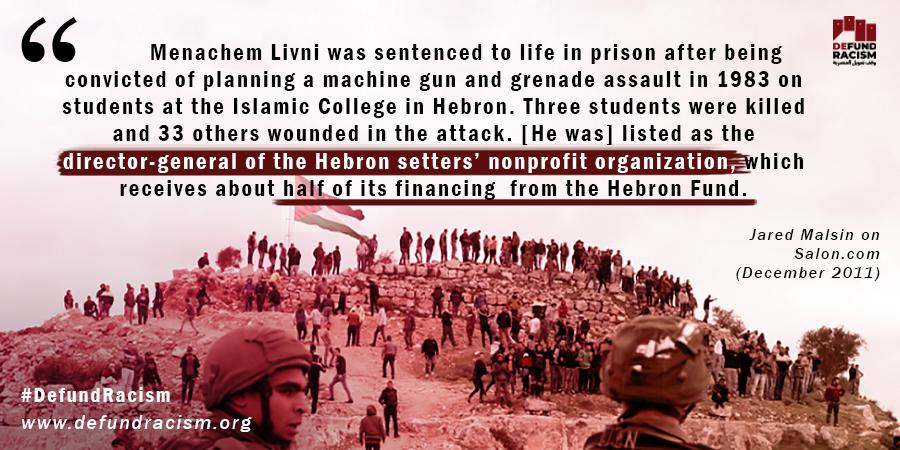 “
Menachem Livni was sentenced to life in prison after being
convicted of planning a machine gun and grenade assault in 1983 on
students at the Islamic College in Hebron. Three students were killed
and 33 others wounded in the attack. [He was] listed as the
director-general of the Hebron setters’ nonprofit organization, which
receives about half of its financing from the Hebron Fund.
DEFUND
RACISM
وقف تمويل العنصرية
Jared Malsin on
Salon.com
(December 2011)
#DefundRacism
www.defundracism.org